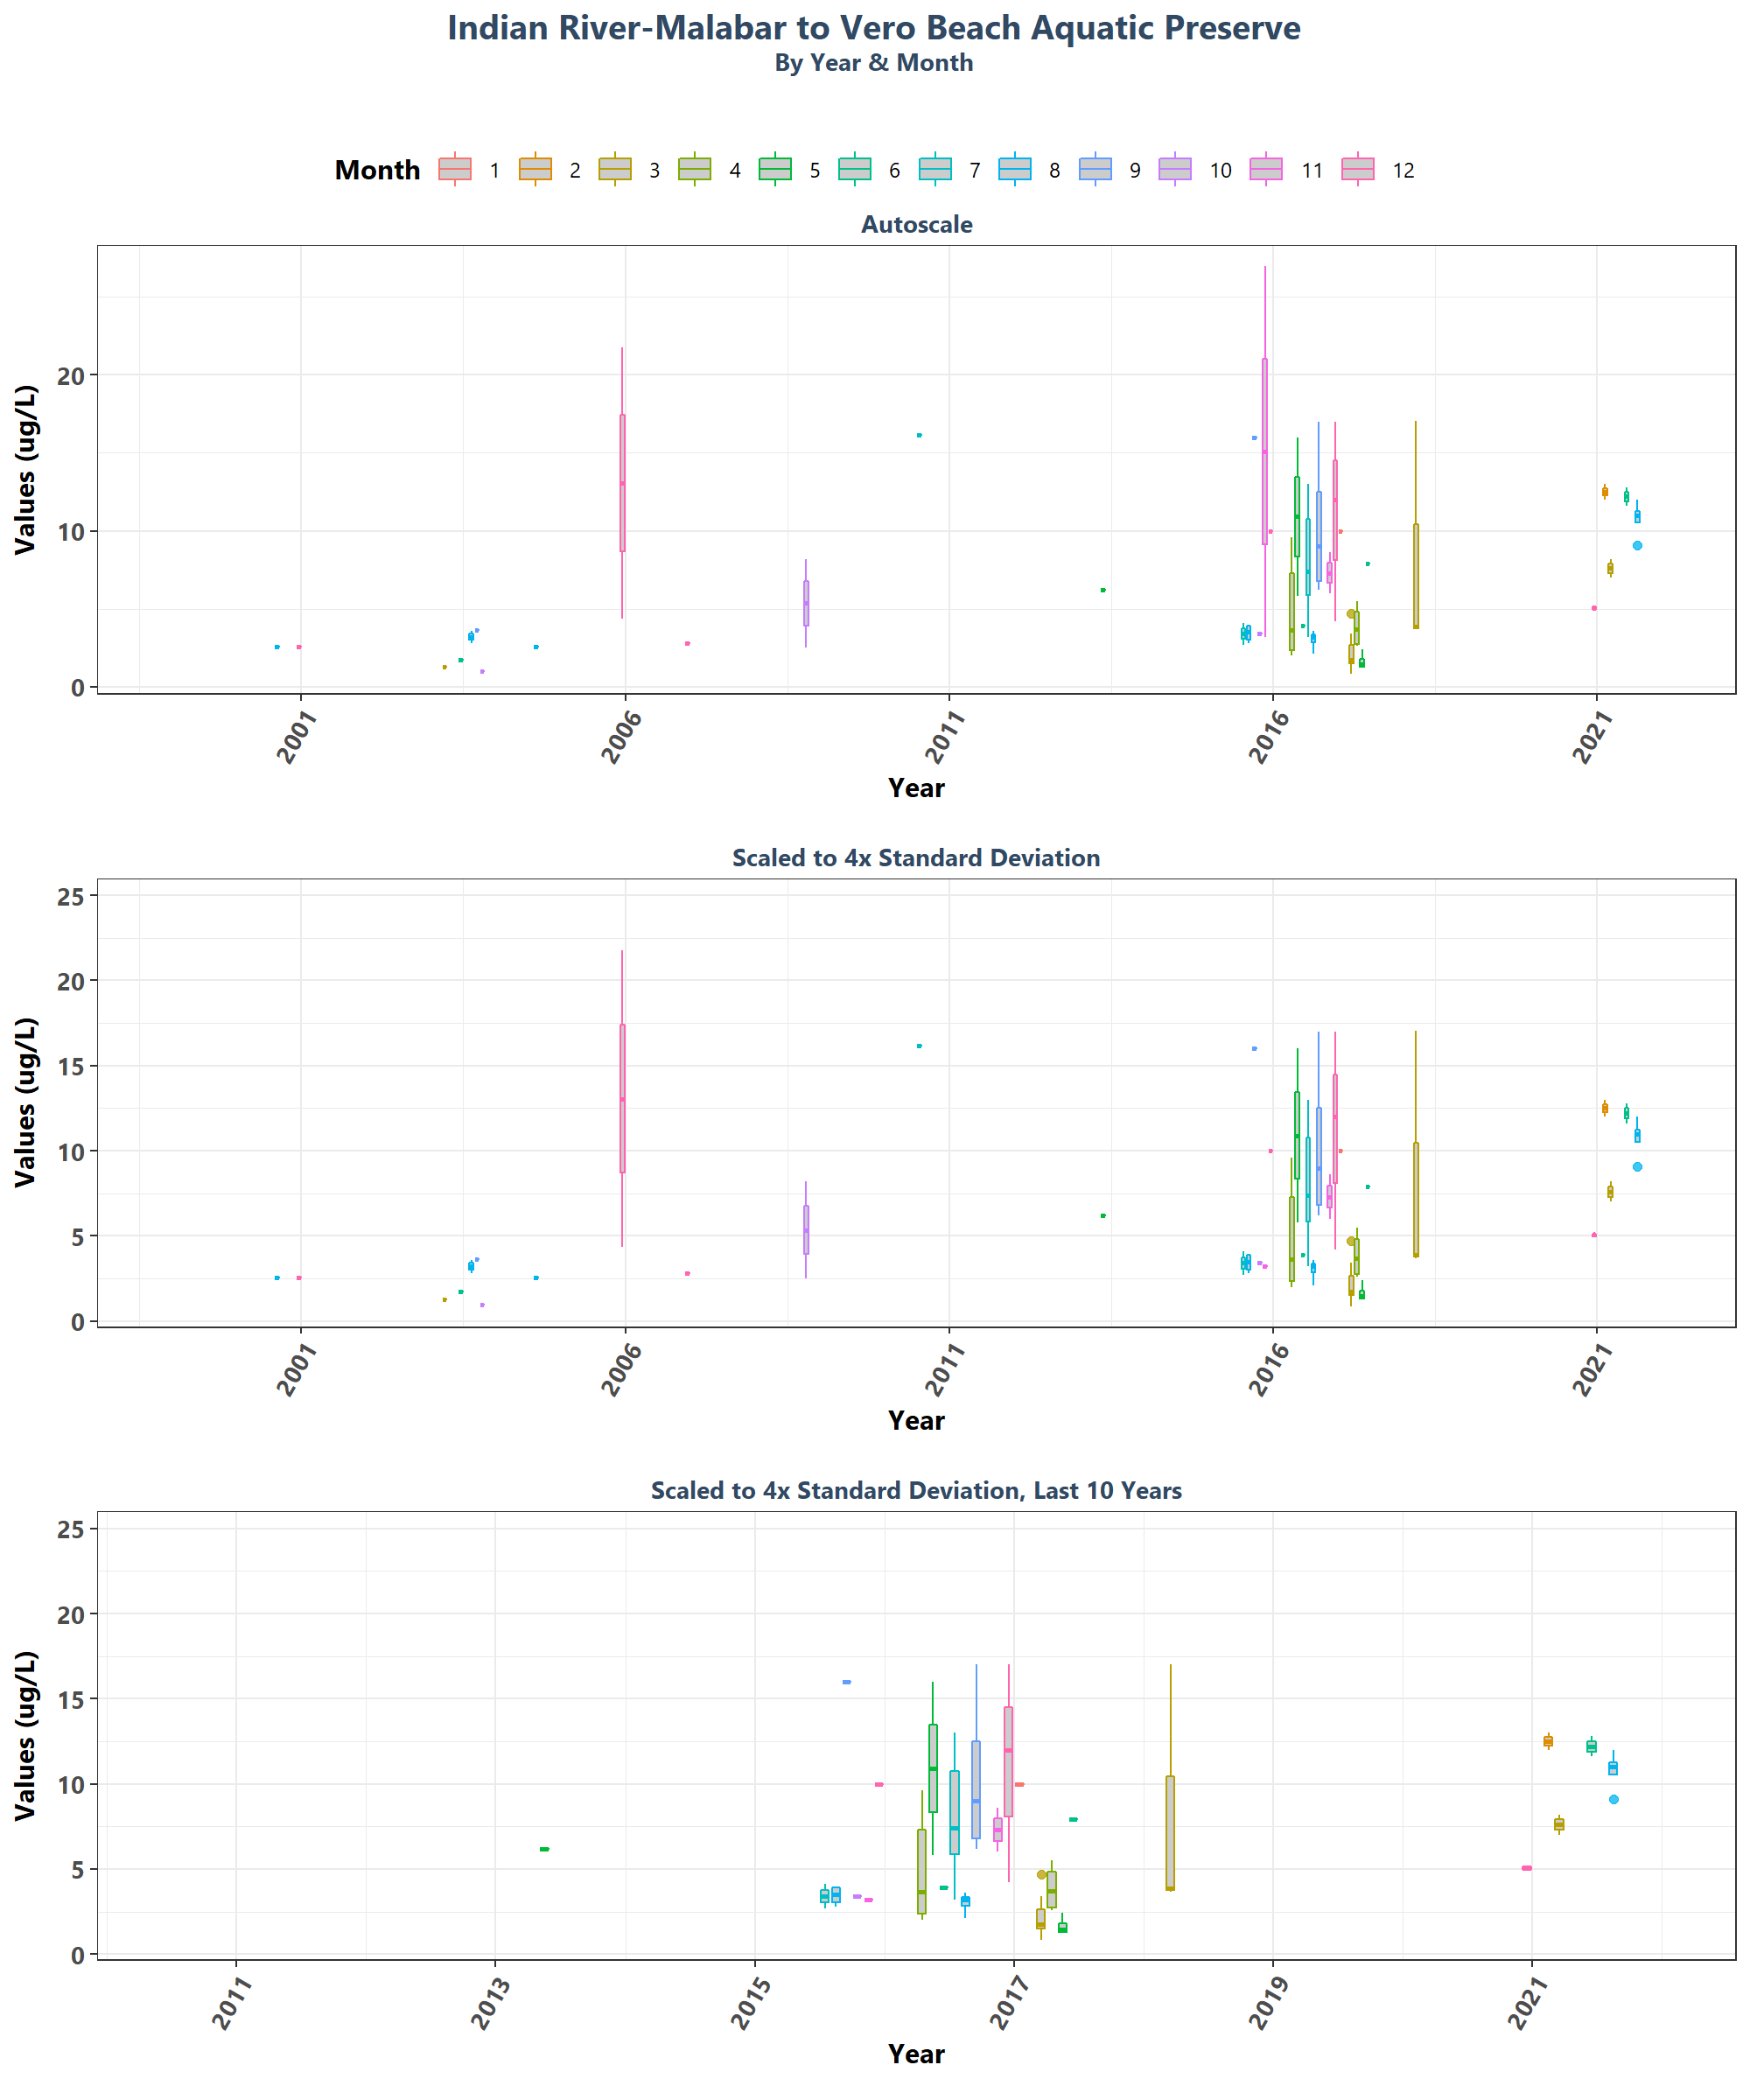 Indian River-Malabar to Vero Beach Aquatic Preserve
By Year & Month
Month 1 2 3 4 5 6 7 8 9 10 11 12
Autoscale
Values (ug/L)
20
10
0
2001 2006 2011 2016 2021
Year
Scaled to 4x Standard Deviation
Values (ug/L)
25
20
15
10
5
0
2001 2006 2011 2016 2021
Year
Scaled to 4x Standard Deviation, Last 10 Years
Values (ug/L)
25
20
15
10
5
0
2011 2013 2015 2017 2019 2021
Year